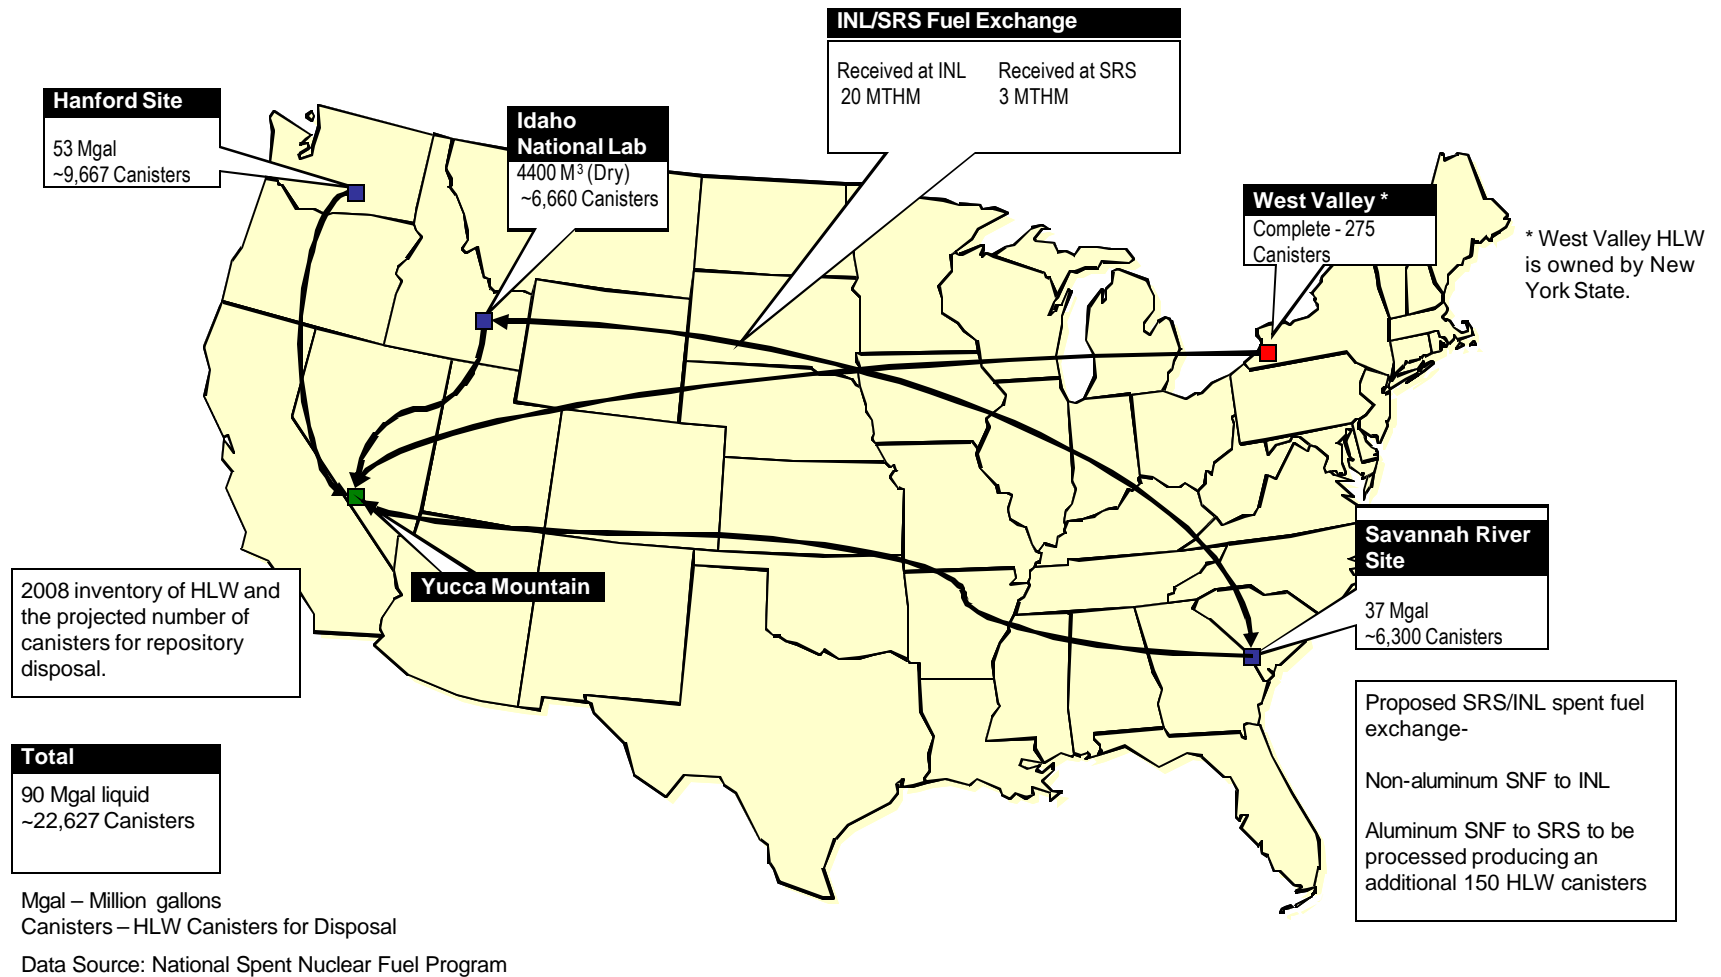 INL/SRS Fuel Exchange
Received at INL Received at SRS
20 MTHM 3 MTHM
Hanford Site
53 Mgal
~9,667 Canisters
Idaho
National Lab
4400 M³ (Dry)
~6,660 Canisters
West Valley *
Complete - 275
Canisters
* West Valley HLW
is owned by New
York State.
Savannah River
Site
37 Mgal
~6,300 Canisters
Yucca Mountain
2008 inventory of HLW and
the projected number of
canisters for repository
disposal.
Proposed SRS/INL spent fuel
exchange-
Non-aluminum SNF to INL
Aluminum SNF to SRS to be
processed producing an
additional 150 HLW canisters
Total
90 Mgal liquid
~22,627 Canisters
Mgal – Million gallons
Canisters – HLW Canisters for Disposal
Data Source: National Spent Nuclear Fuel Program